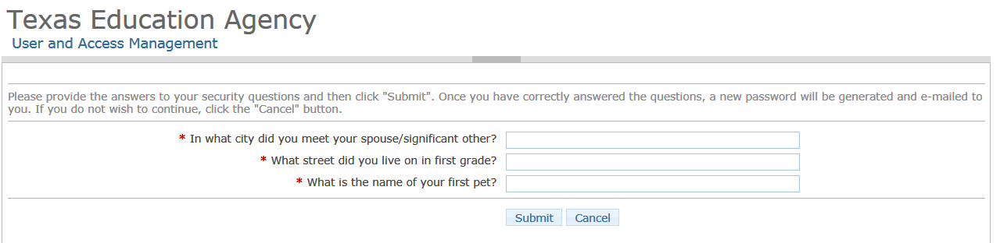 Texas Education Agency
User and Access Management
Please provide the answers to your security questions and then click "Submit". Once you have correctly answered the questions, a new password will be generated and e-mailed to
you. If you do not wish to continue, click the "Cancel" button.
* In what city did you meet your spouse/significant other?
* What street did you live on in first grade?
* What is the name of your first pet?
Submit Cancel